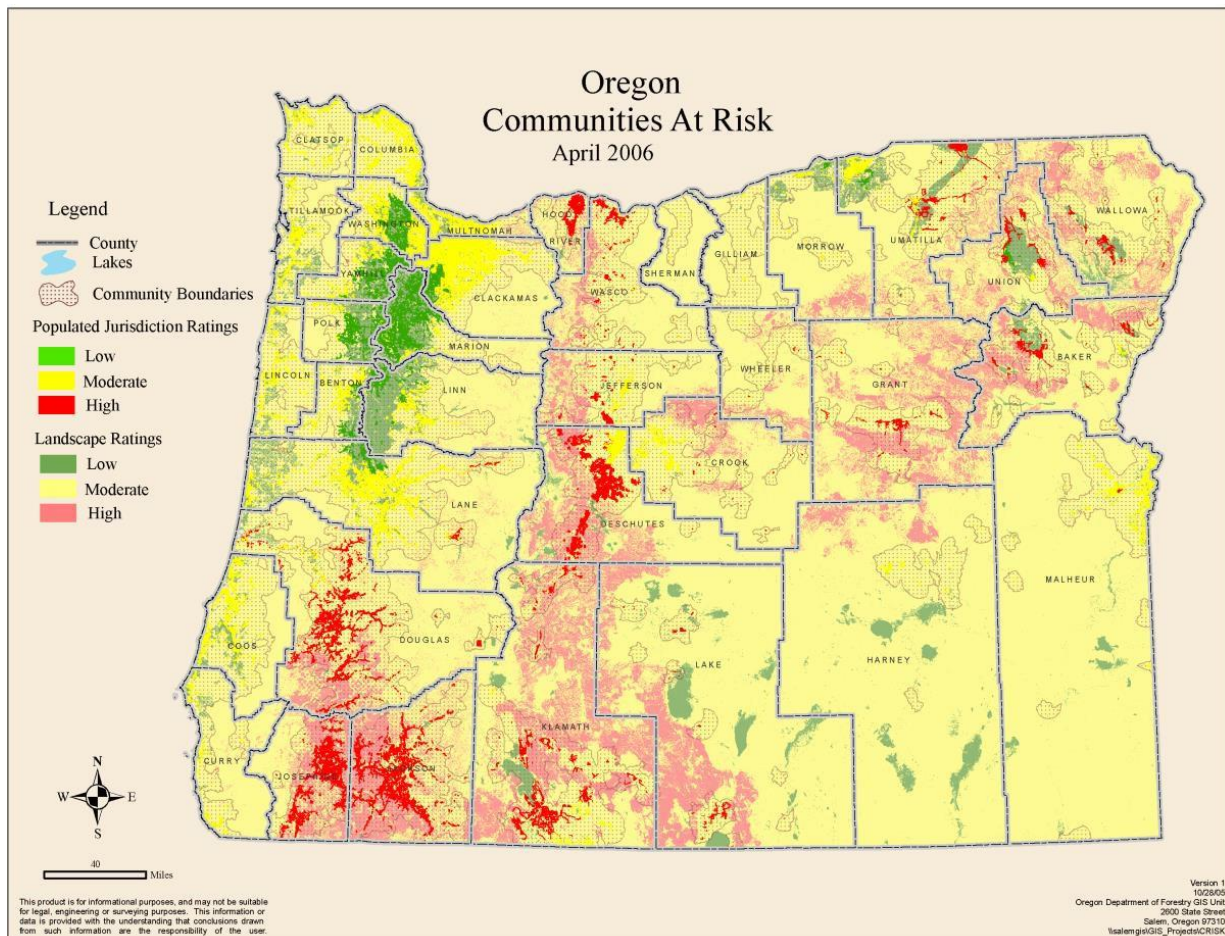 Oregon
Communities At Risk
April 2006
Legend
County
Lakes
Community Boundaries
Populated Jurisdiction Ratings
Low
Moderate
High
Landscape Ratings
Low
Moderate
High
CLATSOP
COLUMBIA
TILLAMOOK
WASHINGTON
MULTNOMAH
HOOD
RIVER
WASCO
SHERMAN
GILLIAM
MORROW
UMATILLA
WALLOWA
UNION
YAMHILL
CLACKAMAS
POLK
MARION
LINCOLN
BENTON
LINN
JEFFERSON
WHEELER
GRANT
BAKER
CROOK
LANE
DESCHUTES
MALHEUR
COOS
DOUGLAS
LAKE
HARNEY
KLAMATH
CURRY
JOSEPHINE
JACKSON
N
W E
S
40
Miles
This product is for informational purposes, and may not be suitable
for legal, engineering or surveying purposes. This information or
data is provided with the understanding that conclusions drawn
from such information are the responsibility of the user.
Version 1
10/28/05
Oregon Department of Forestry GIS Unit
2600 State Street
Salem, Oregon 97310
\\salemgis\GIS_Projects\CRISK